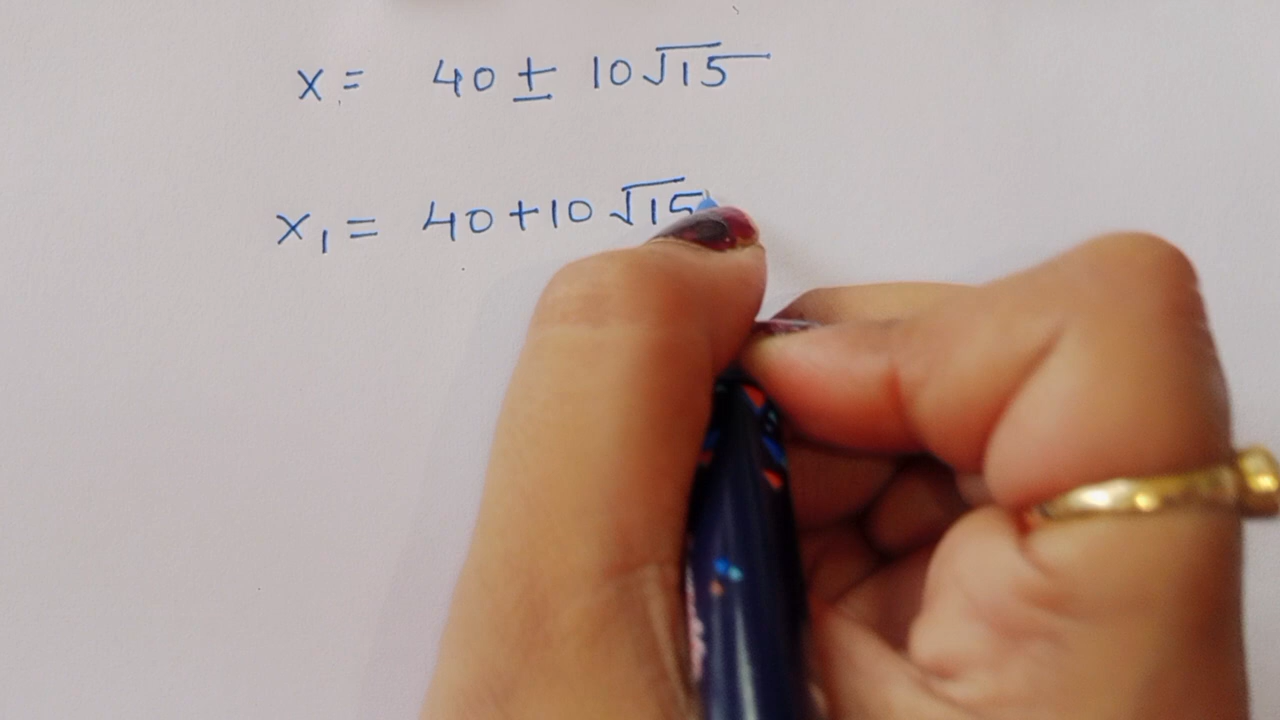 x = 40 ± 10√15
x₁ = 40+10√15